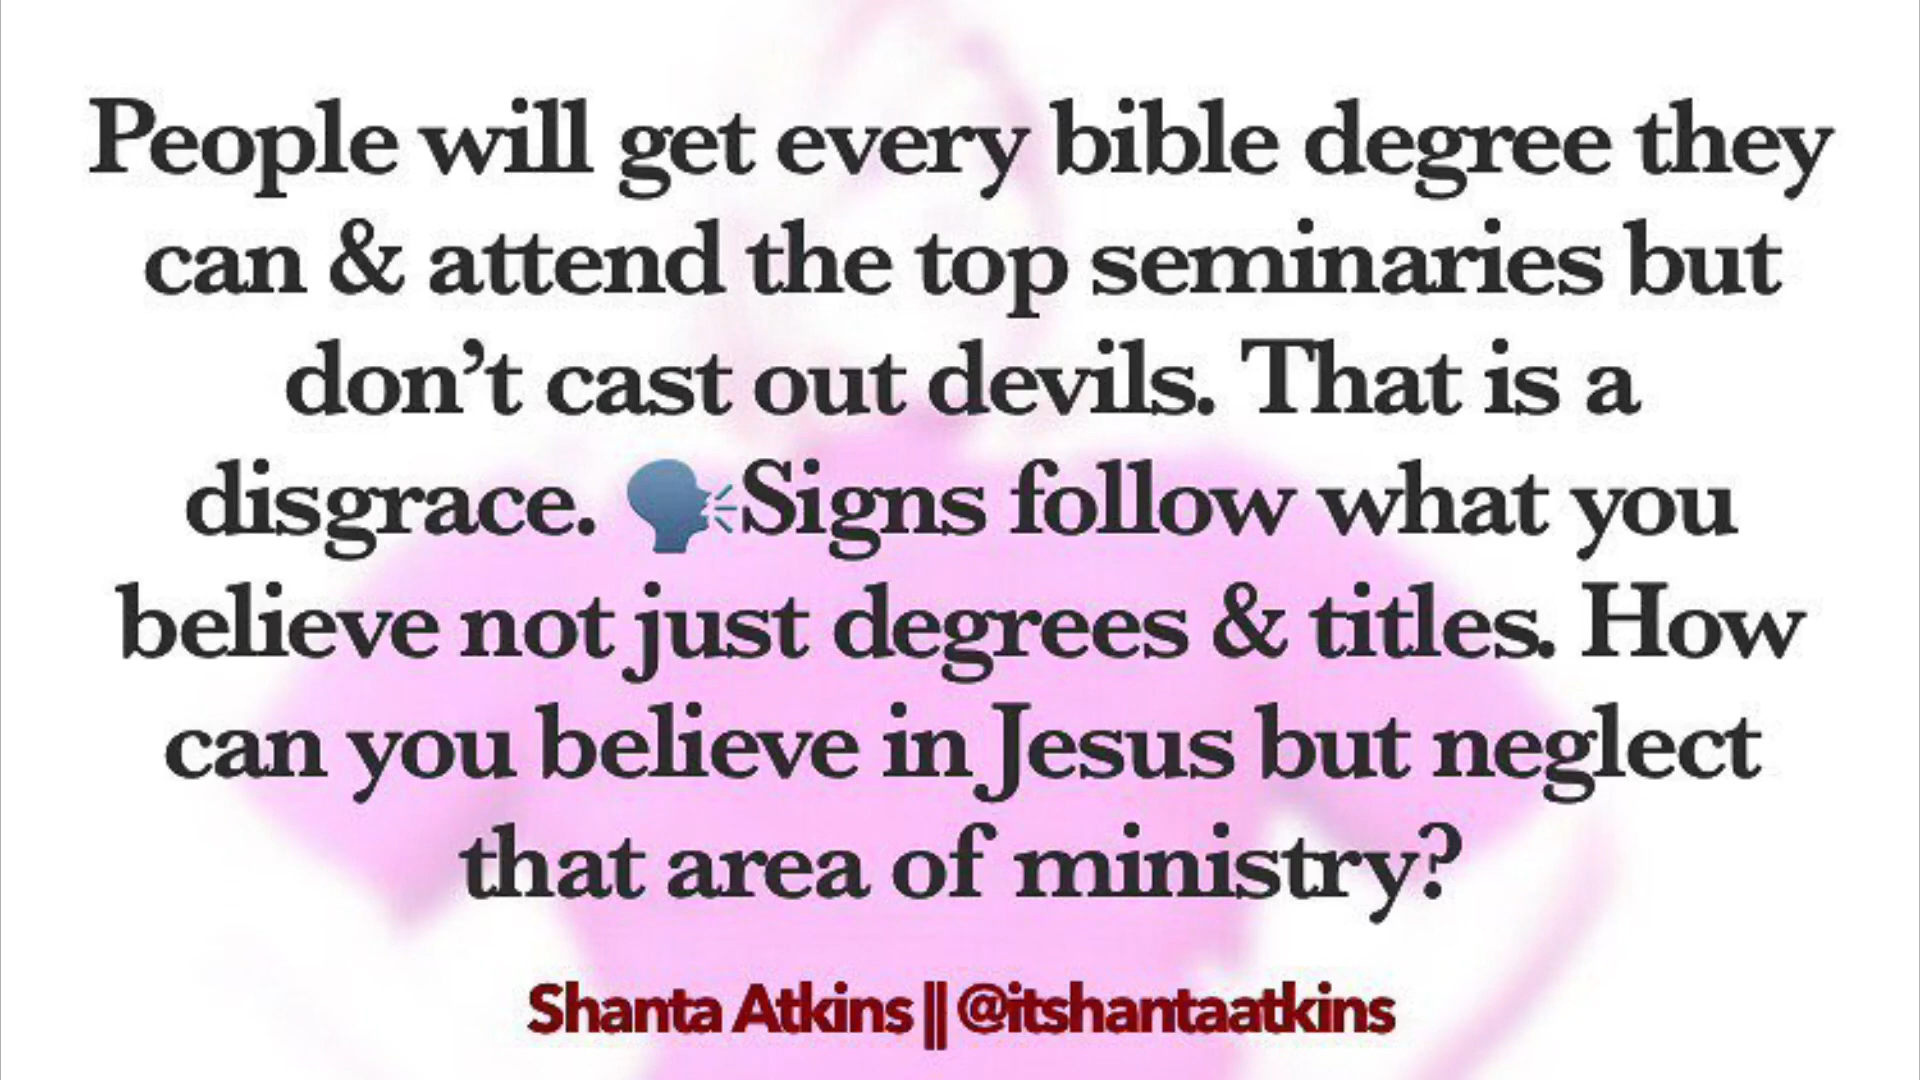 People will get every bible degree they
can & attend the top seminaries but
don’t cast out devils. That is a
disgrace. 🗣️Signs follow what you
believe not just degrees & titles. How
can you believe in Jesus but neglect
that area of ministry?
Shanta Atkins || @itshantaatkins